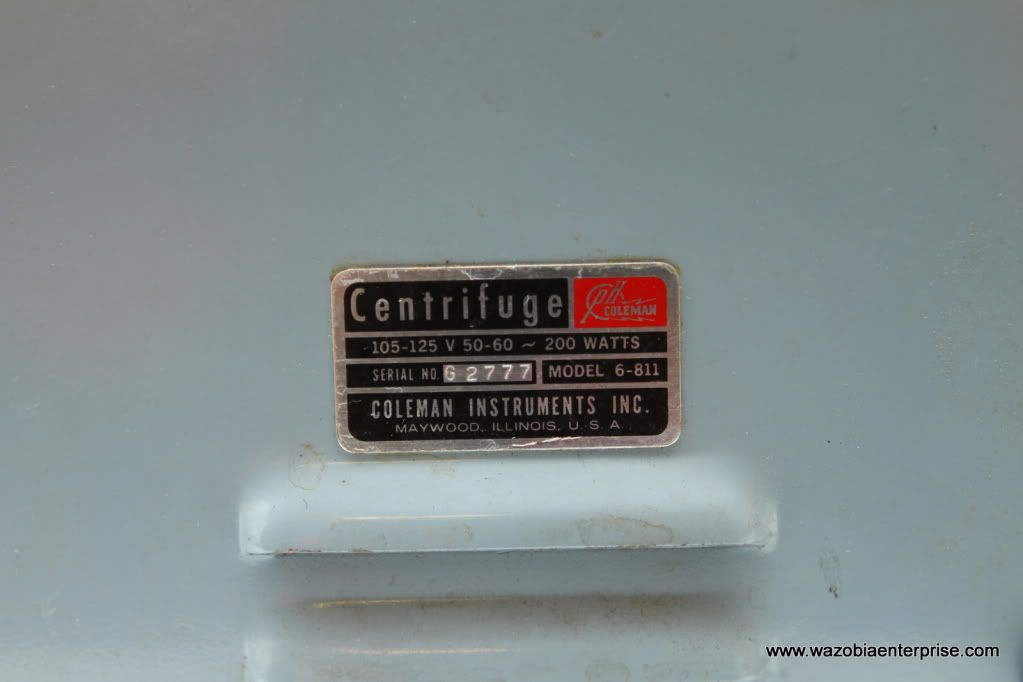 Centrifuge
pH
COLEMAN
105-125 V 50-60 ~ 200 WATTS
SERIAL NO. G 2777 MODEL 6-811
COLEMAN INSTRUMENTS INC.
MAYWOOD, ILLINOIS, U. S. A
www.wazobiaenterprise.com